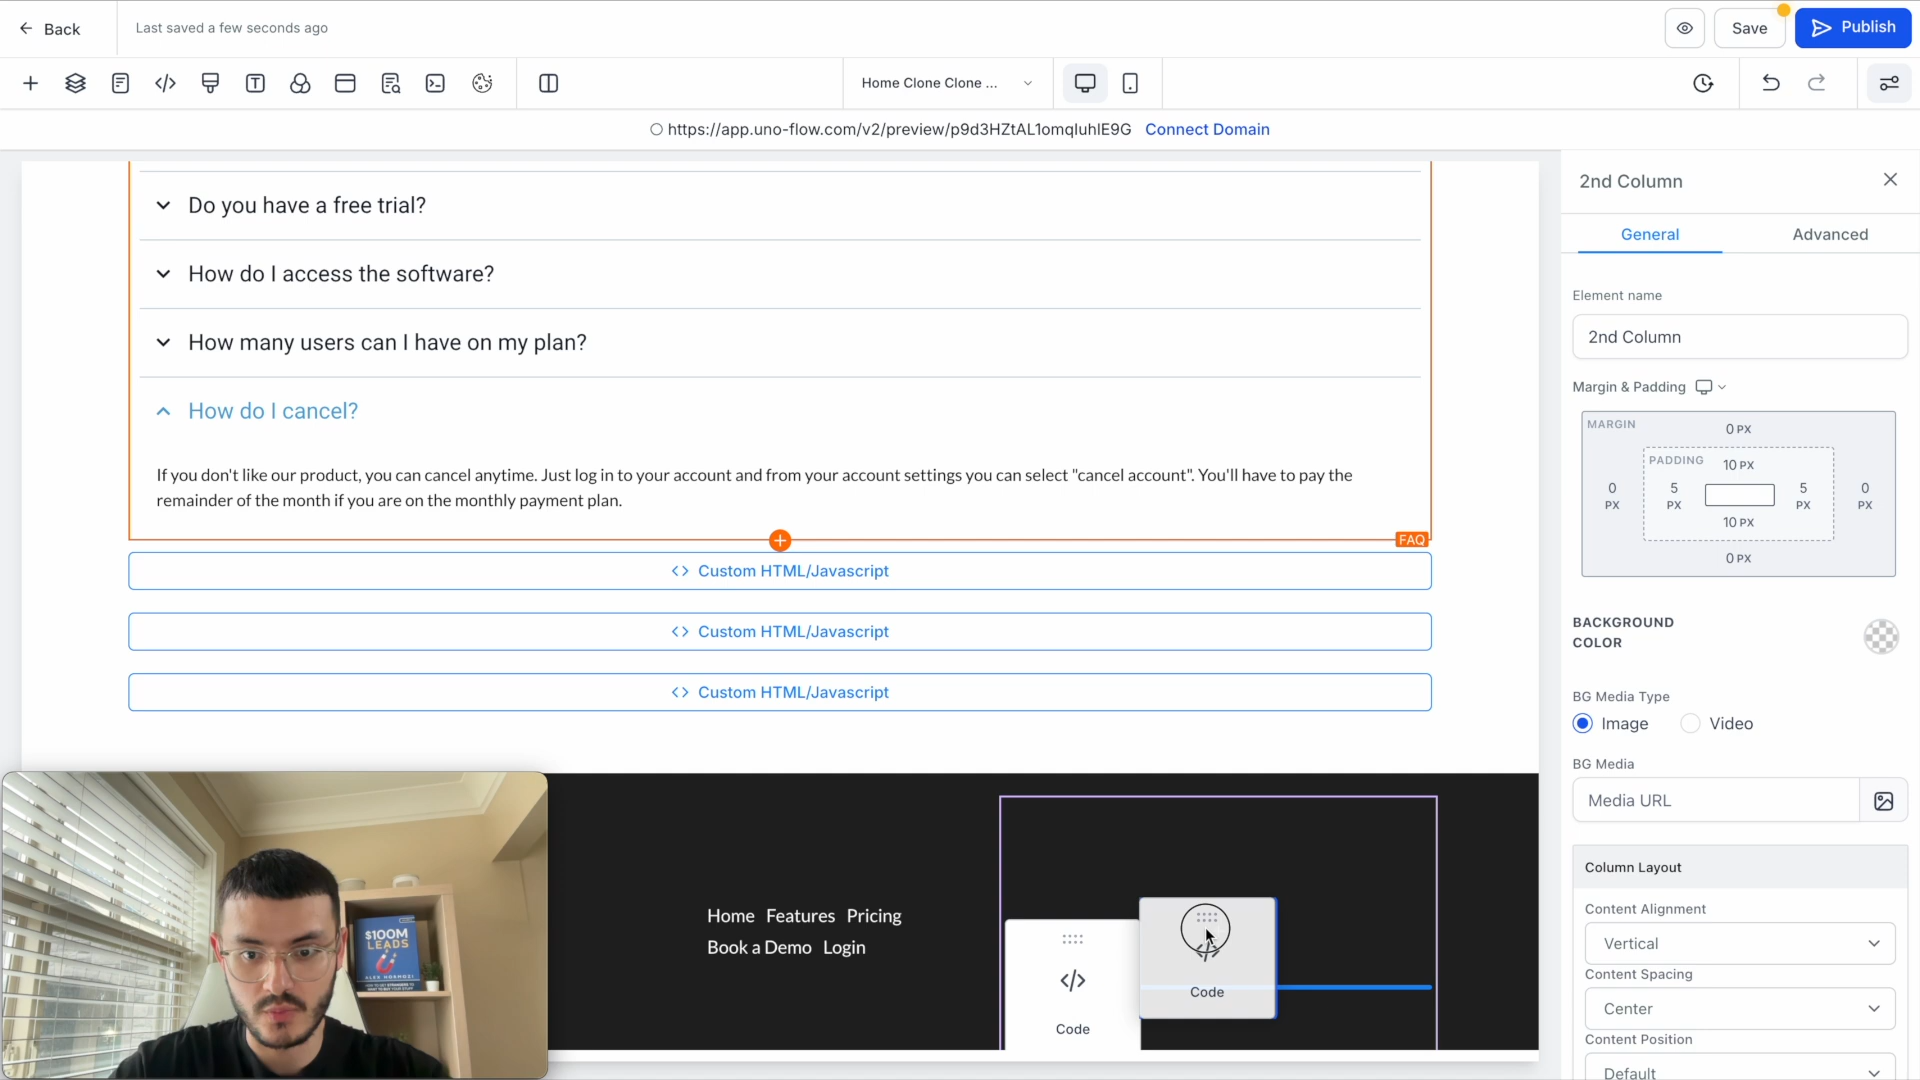 Back
Last saved a few seconds ago
Save
Publish
Home Clone Clone ...
https://app.uno-flow.com/v2/preview/p9d3HZtAL1omqIuhIE9G Connect Domain
Do you have a free trial?
How do I access the software?
How many users can I have on my plan?
How do I cancel?
If you don't like our product, you can cancel anytime. Just log in to your account and from your account settings you can select "cancel account". You'll have to pay the
remainder of the month if you are on the monthly payment plan.
FAQ
<> Custom HTML/Javascript
<> Custom HTML/Javascript
<> Custom HTML/Javascript
Home Features Pricing
Book a Demo Login
</>
Code
Code
$100M
LEADS
ALEX HORMOZI
2nd Column
General
Advanced
Element name
2nd Column
Margin & Padding
MARGIN
0 PX
PADDING
10 PX
0
PX
5
PX
5
PX
0
PX
10 PX
0 PX
BACKGROUND
COLOR
BG Media Type
Image
Video
BG Media
Media URL
Column Layout
Content Alignment
Vertical
Content Spacing
Center
Content Position
Default